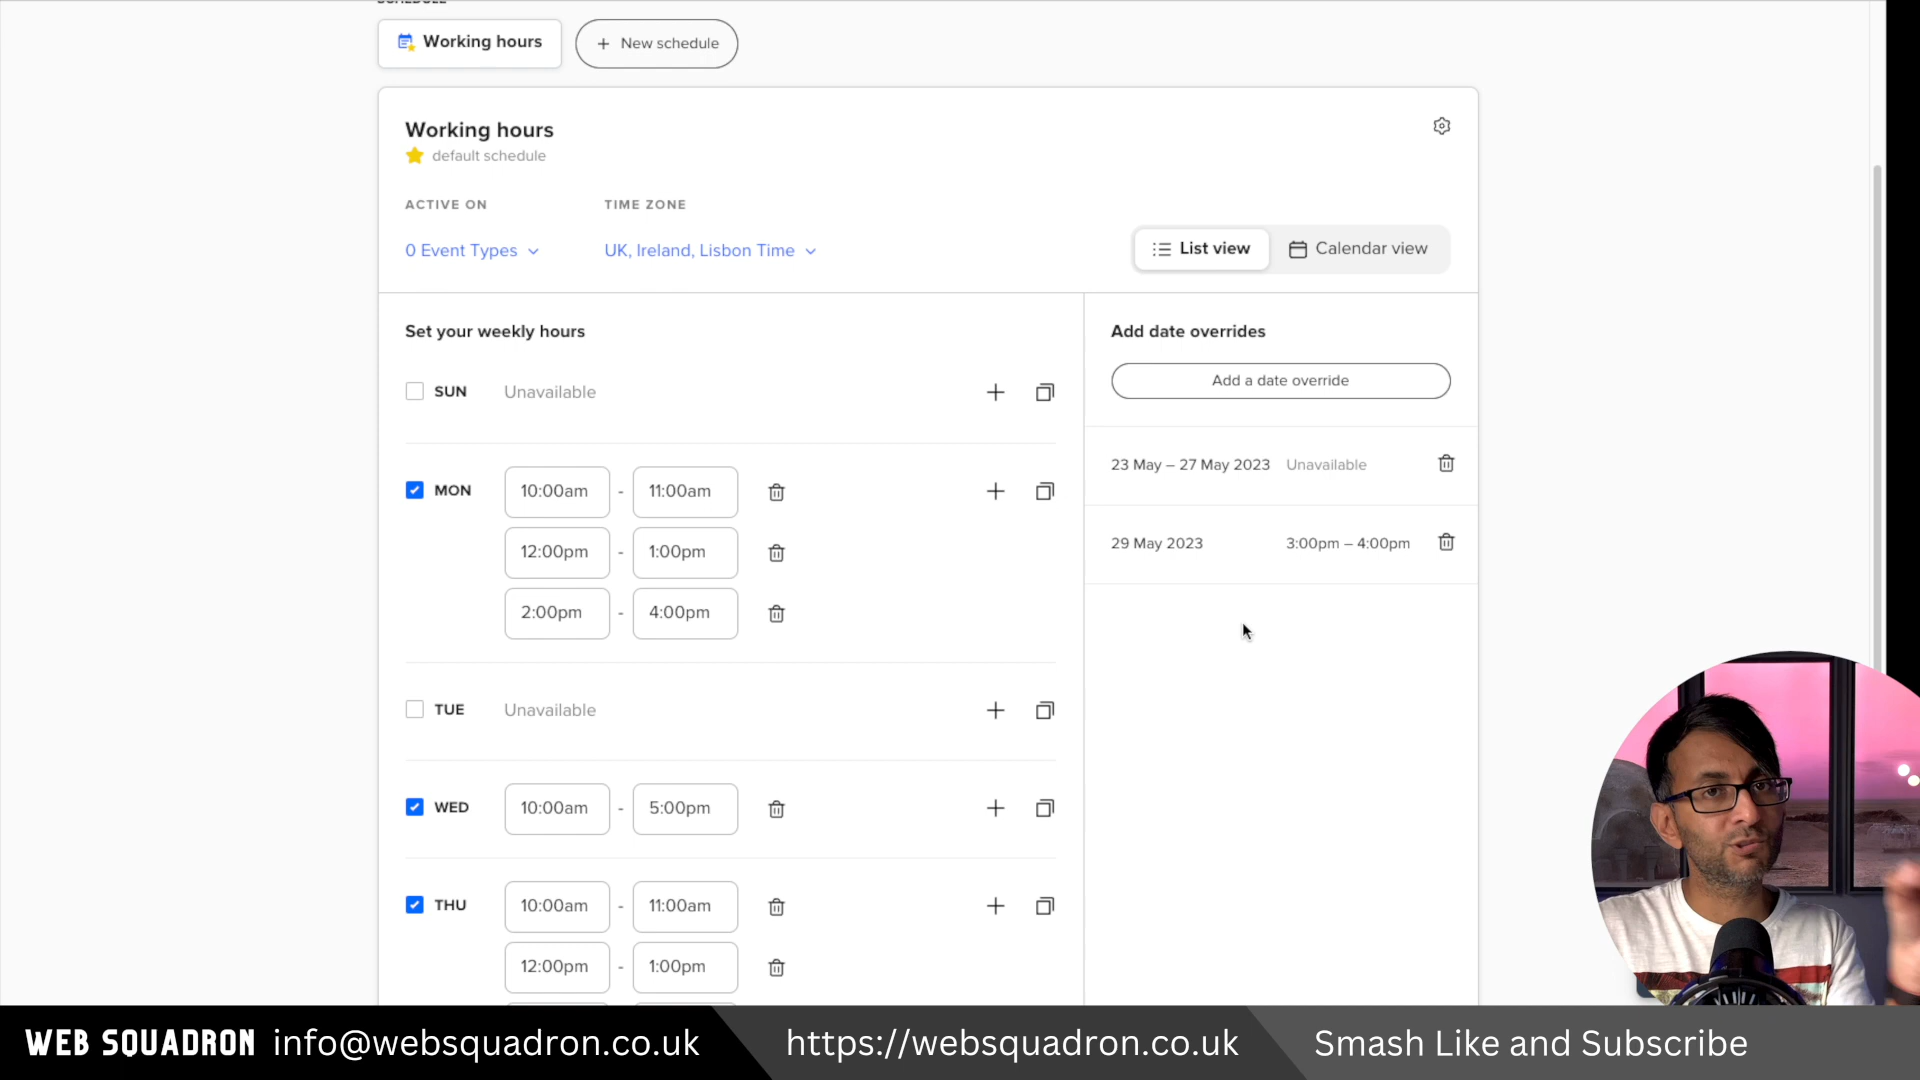 SCHEDULE
Working hours
+ New schedule
Working hours
default schedule
ACTIVE ON
TIME ZONE
0 Event Types
UK, Ireland, Lisbon Time
List view
Calendar view
Set your weekly hours
Add date overrides
SUN Unavailable
Add a date override
MON 10:00am - 11:00am
12:00pm - 1:00pm
2:00pm - 4:00pm
23 May – 27 May 2023 Unavailable
29 May 2023 3:00pm – 4:00pm
TUE Unavailable
WED 10:00am - 5:00pm
THU 10:00am - 11:00am
12:00pm - 1:00pm
WEB SQUADRON info@websquadron.co.uk https://websquadron.co.uk Smash Like and Subscribe